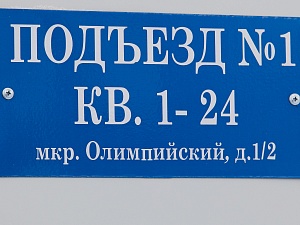 ПОДЪЕЗД №1
КВ. 1- 24
мкр. Олимпийский, д.1/2